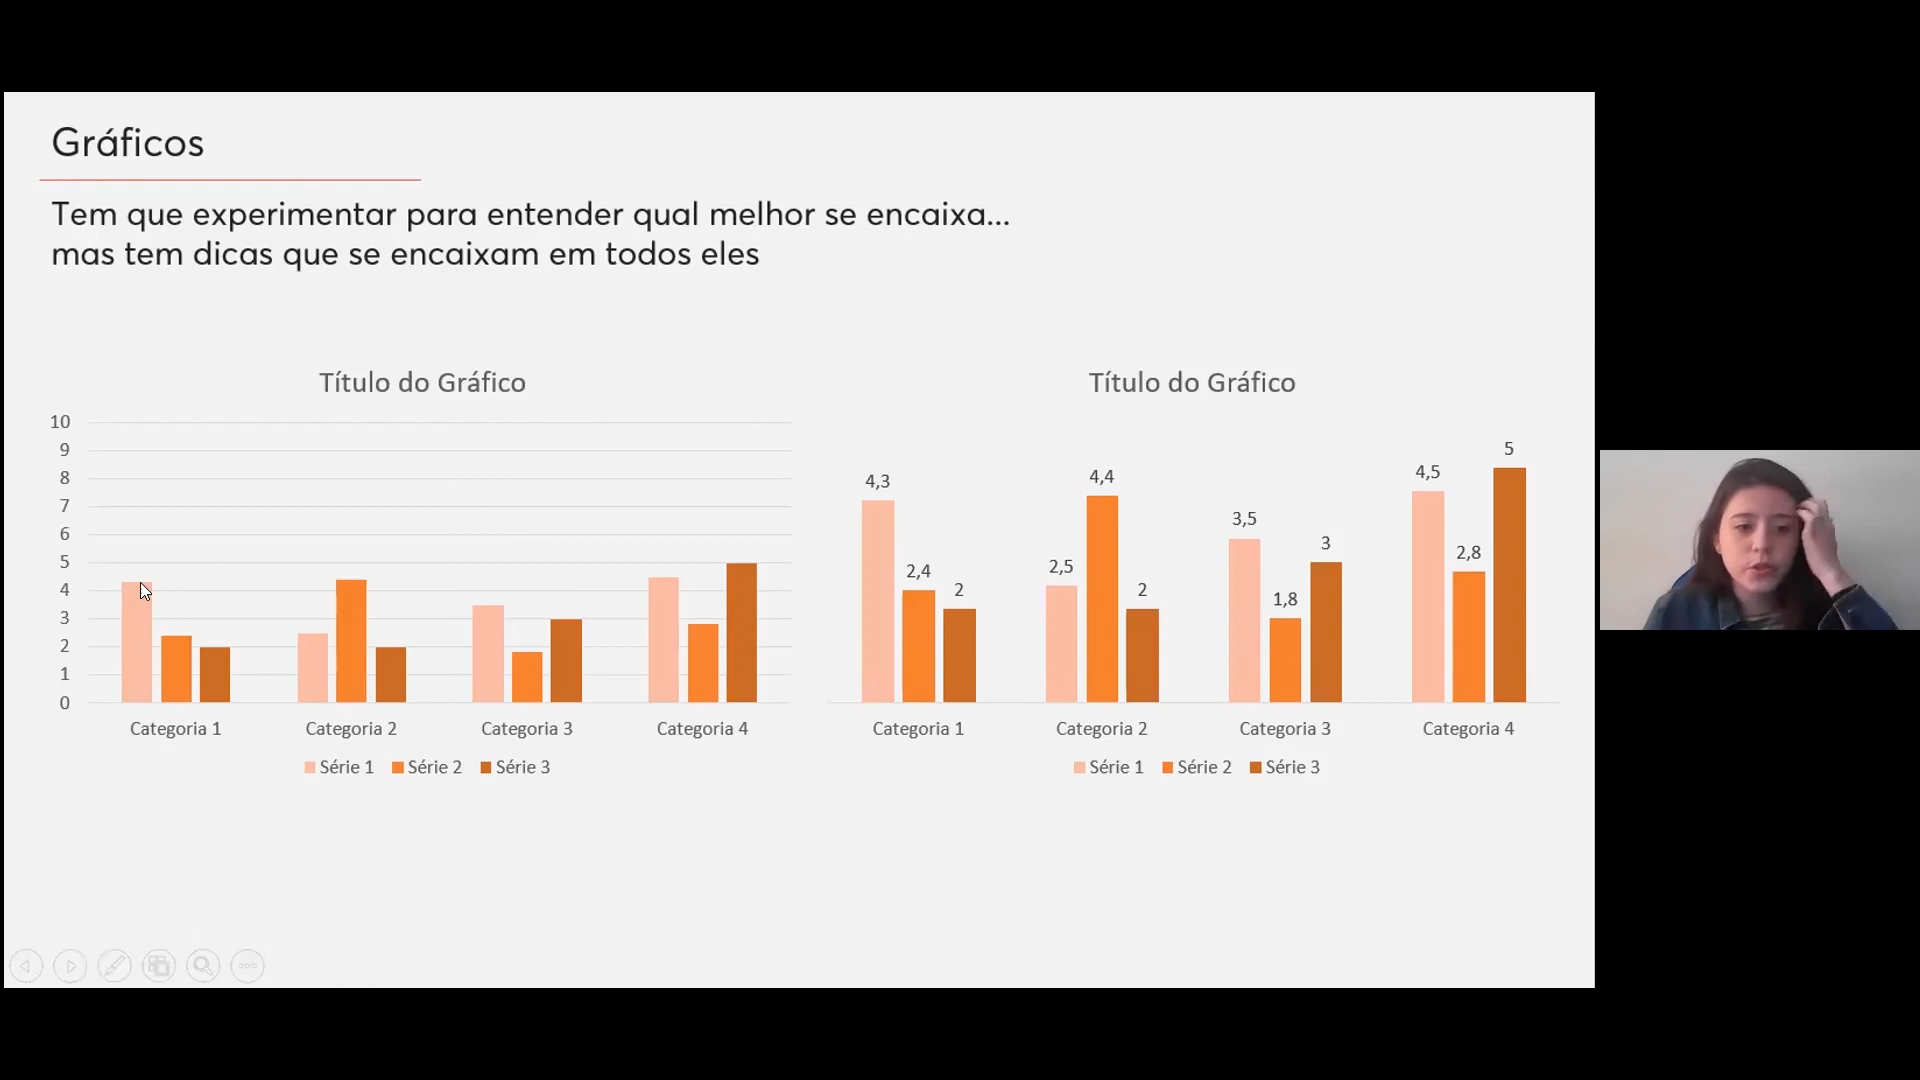 Gráficos
Tem que experimentar para entender qual melhor se encaixa...
mas tem dicas que se encaixam em todos eles
Título do Gráfico
10
9
8
7
6
5
4
3
2
1
0
Categoria 1 Categoria 2 Categoria 3 Categoria 4
Série 1 Série 2 Série 3
Título do Gráfico
4,3 2,4 2 2,5 4,4 2 3,5 1,8 3 4,5 2,8 5
Categoria 1 Categoria 2 Categoria 3 Categoria 4
Série 1 Série 2 Série 3